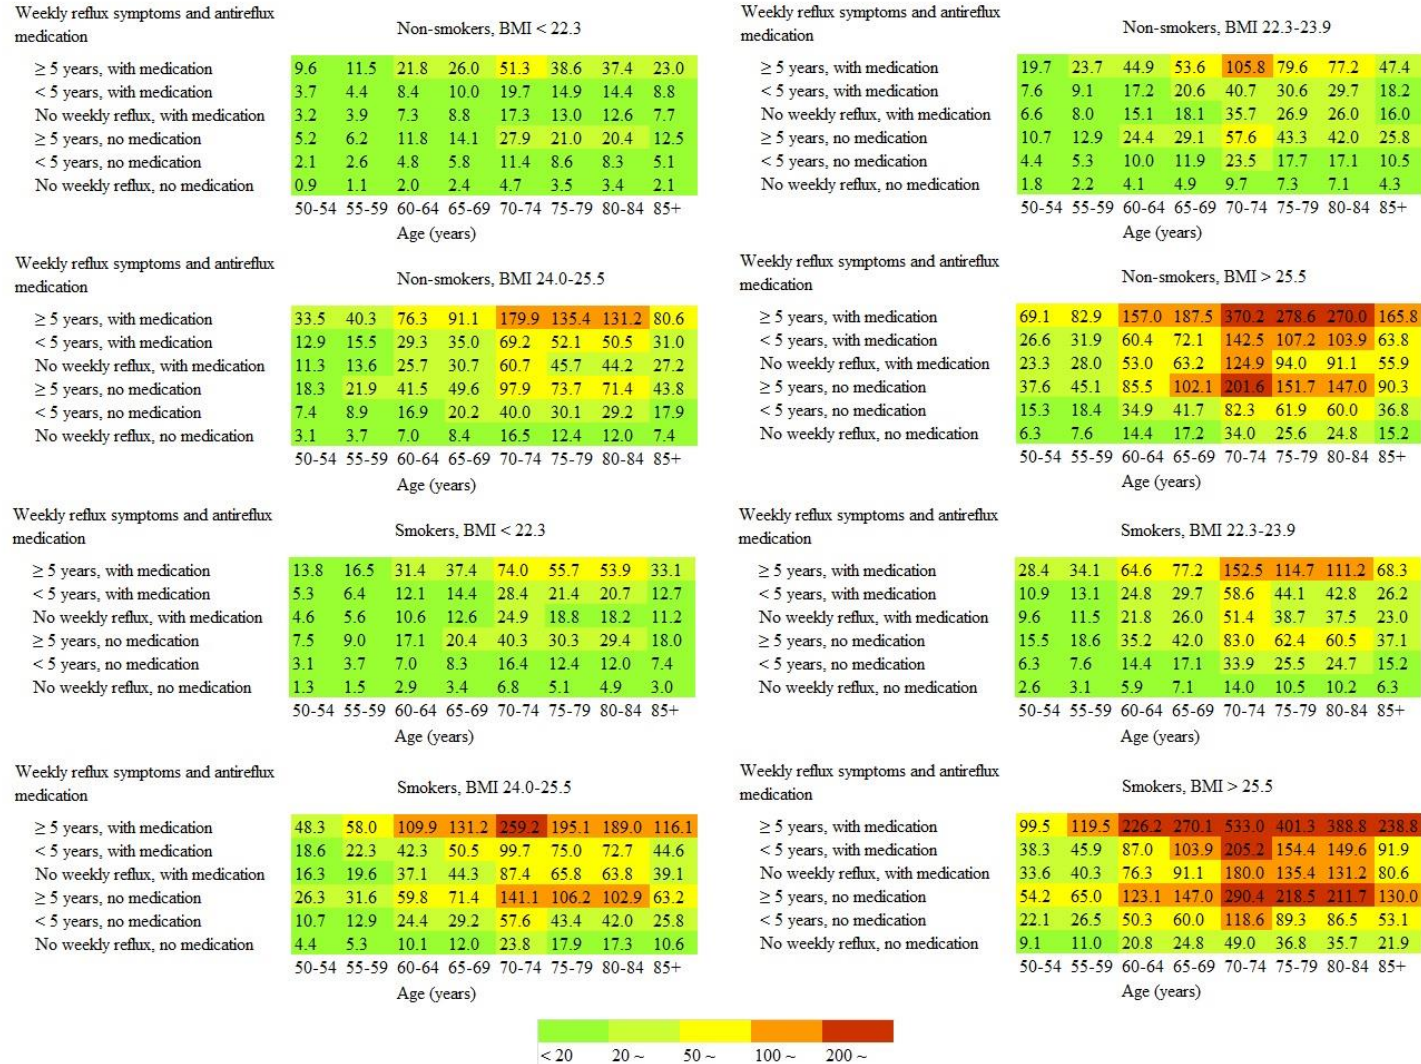 Weekly reflux symptoms and antireflux
medication
Non-smokers, BMI < 22.3
≥ 5 years, with medication 9.6 11.5 21.8 26.0 51.3 38.6 37.4 23.0
< 5 years, with medication 3.7 4.4 8.4 10.0 19.7 14.9 14.4 8.8
No weekly reflux, with medication 3.2 3.9 7.3 8.8 17.3 13.0 12.6 7.7
≥ 5 years, no medication 5.2 6.2 11.8 14.1 27.9 21.0 20.4 12.5
< 5 years, no medication 2.1 2.6 4.8 5.8 11.4 8.6 8.3 5.1
No weekly reflux, no medication 0.9 1.1 2.0 2.4 4.7 3.5 3.4 2.1
50-54 55-59 60-64 65-69 70-74 75-79 80-84 85+
Age (years)
Weekly reflux symptoms and antireflux
medication
Non-smokers, BMI 22.3-23.9
≥ 5 years, with medication 19.7 23.7 44.9 53.6 105.8 79.6 77.2 47.4
< 5 years, with medication 7.6 9.1 17.2 20.6 40.7 30.6 29.7 18.2
No weekly reflux, with medication 6.6 8.0 15.1 18.1 35.7 26.9 26.0 16.0
≥ 5 years, no medication 10.7 12.9 24.4 29.1 57.6 43.3 42.0 25.8
< 5 years, no medication 4.4 5.3 10.0 11.9 23.5 17.7 17.1 10.5
No weekly reflux, no medication 1.8 2.2 4.1 4.9 9.7 7.3 7.1 4.3
50-54 55-59 60-64 65-69 70-74 75-79 80-84 85+
Age (years)
Weekly reflux symptoms and antireflux
medication
Non-smokers, BMI 24.0-25.5
≥ 5 years, with medication 33.5 40.3 76.3 91.1 179.9 135.4 131.2 80.6
< 5 years, with medication 12.9 15.5 29.3 35.0 69.2 52.1 50.5 31.0
No weekly reflux, with medication 11.3 13.6 25.7 30.7 60.7 45.7 44.2 27.2
≥ 5 years, no medication 18.3 21.9 41.5 49.6 97.9 73.7 71.4 43.8
< 5 years, no medication 7.4 8.9 16.9 20.2 40.0 30.1 29.2 17.9
No weekly reflux, no medication 3.1 3.7 7.0 8.4 16.5 12.4 12.0 7.4
50-54 55-59 60-64 65-69 70-74 75-79 80-84 85+
Age (years)
Weekly reflux symptoms and antireflux
medication
Non-smokers, BMI > 25.5
≥ 5 years, with medication 69.1 82.9 157.0 187.5 370.2 278.6 270.0 165.8
< 5 years, with medication 26.6 31.9 60.4 72.1 142.5 107.2 103.9 63.8
No weekly reflux, with medication 23.3 28.0 53.0 63.2 124.9 94.0 91.1 55.9
≥ 5 years, no medication 37.6 45.1 85.5 102.1 201.6 151.7 147.0 90.3
< 5 years, no medication 15.3 18.4 34.9 41.7 82.3 61.9 60.0 36.8
No weekly reflux, no medication 6.3 7.6 14.4 17.2 34.0 25.6 24.8 15.2
50-54 55-59 60-64 65-69 70-74 75-79 80-84 85+
Age (years)
Weekly reflux symptoms and antireflux
medication
Smokers, BMI < 22.3
≥ 5 years, with medication 13.8 16.5 31.4 37.4 74.0 55.7 53.9 33.1
< 5 years, with medication 5.3 6.4 12.1 14.4 28.4 21.4 20.7 12.7
No weekly reflux, with medication 4.6 5.6 10.6 12.6 24.9 18.8 18.2 11.2
≥ 5 years, no medication 7.5 9.0 17.1 20.4 40.3 30.3 29.4 18.0
< 5 years, no medication 3.1 3.7 7.0 8.3 16.4 12.4 12.0 7.4
No weekly reflux, no medication 1.3 1.5 2.9 3.4 6.8 5.1 4.9 3.0
50-54 55-59 60-64 65-69 70-74 75-79 80-84 85+
Age (years)
Weekly reflux symptoms and antireflux
medication
Smokers, BMI 22.3-23.9
≥ 5 years, with medication 28.4 34.1 64.6 77.2 152.5 114.7 111.2 68.3
< 5 years, with medication 10.9 13.1 24.8 29.7 58.6 44.1 42.8 26.2
No weekly reflux, with medication 9.6 11.5 21.8 26.0 51.4 38.7 37.5 23.0
≥ 5 years, no medication 15.5 18.6 35.2 42.0 83.0 62.4 60.5 37.1
< 5 years, no medication 6.3 7.6 14.4 17.1 33.9 25.5 24.7 15.2
No weekly reflux, no medication 2.6 3.1 5.9 7.1 14.0 10.5 10.2 6.3
50-54 55-59 60-64 65-69 70-74 75-79 80-84 85+
Age (years)
Weekly reflux symptoms and antireflux
medication
Smokers, BMI 24.0-25.5
≥ 5 years, with medication 48.3 58.0 109.9 131.2 259.2 195.1 189.0 116.1
< 5 years, with medication 18.6 22.3 42.3 50.5 99.7 75.0 72.7 44.6
No weekly reflux, with medication 16.3 19.6 37.1 44.3 87.4 65.8 63.8 39.1
≥ 5 years, no medication 26.3 31.6 59.8 71.4 141.1 106.2 102.9 63.2
< 5 years, no medication 10.7 12.9 24.4 29.2 57.6 43.4 42.0 25.8
No weekly reflux, no medication 4.4 5.3 10.1 12.0 23.8 17.9 17.3 10.6
50-54 55-59 60-64 65-69 70-74 75-79 80-84 85+
Age (years)
Weekly reflux symptoms and antireflux
medication
Smokers, BMI > 25.5
≥ 5 years, with medication 99.5 119.5 226.2 270.1 533.0 401.3 388.8 238.8
< 5 years, with medication 38.3 45.9 87.0 103.9 205.2 154.4 149.6 91.9
No weekly reflux, with medication 33.6 40.3 76.3 91.1 180.0 135.4 131.2 80.6
≥ 5 years, no medication 54.2 65.0 123.1 147.0 290.4 218.5 211.7 130.0
< 5 years, no medication 22.1 26.5 50.3 60.0 118.6 89.3 86.5 53.1
No weekly reflux, no medication 9.1 11.0 20.8 24.8 49.0 36.8 35.7 21.9
50-54 55-59 60-64 65-69 70-74 75-79 80-84 85+
Age (years)
< 20 20 ~ 50 ~ 100 ~ 200 ~